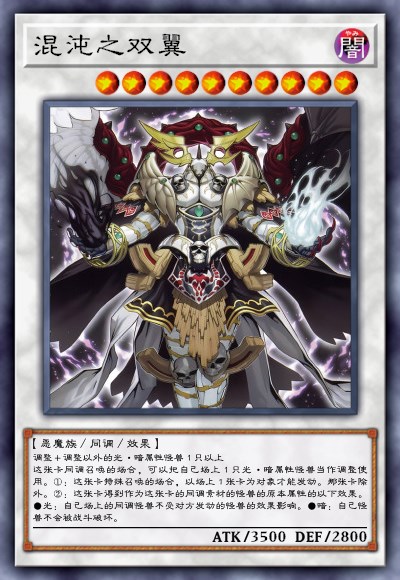 混沌之双翼
やみ
闇
【恶魔族／同调／效果】
调整＋调整以外的光·暗属性怪兽1只以上
这张卡同调召唤的场合，可以把自己场上1只光·暗属性怪兽当作调整使
用。①：这张卡特殊召唤的场合，以场上1张卡为对象才能发动。那张卡除
外。②：这张卡得到作为这张卡的同调素材的怪兽的原本属性的以下效果。
●光：自己场上的同调怪兽不受对方发动的怪兽的效果影响。●暗：自己怪
兽不会被战斗破坏。
ATK/3500 DEF/2800